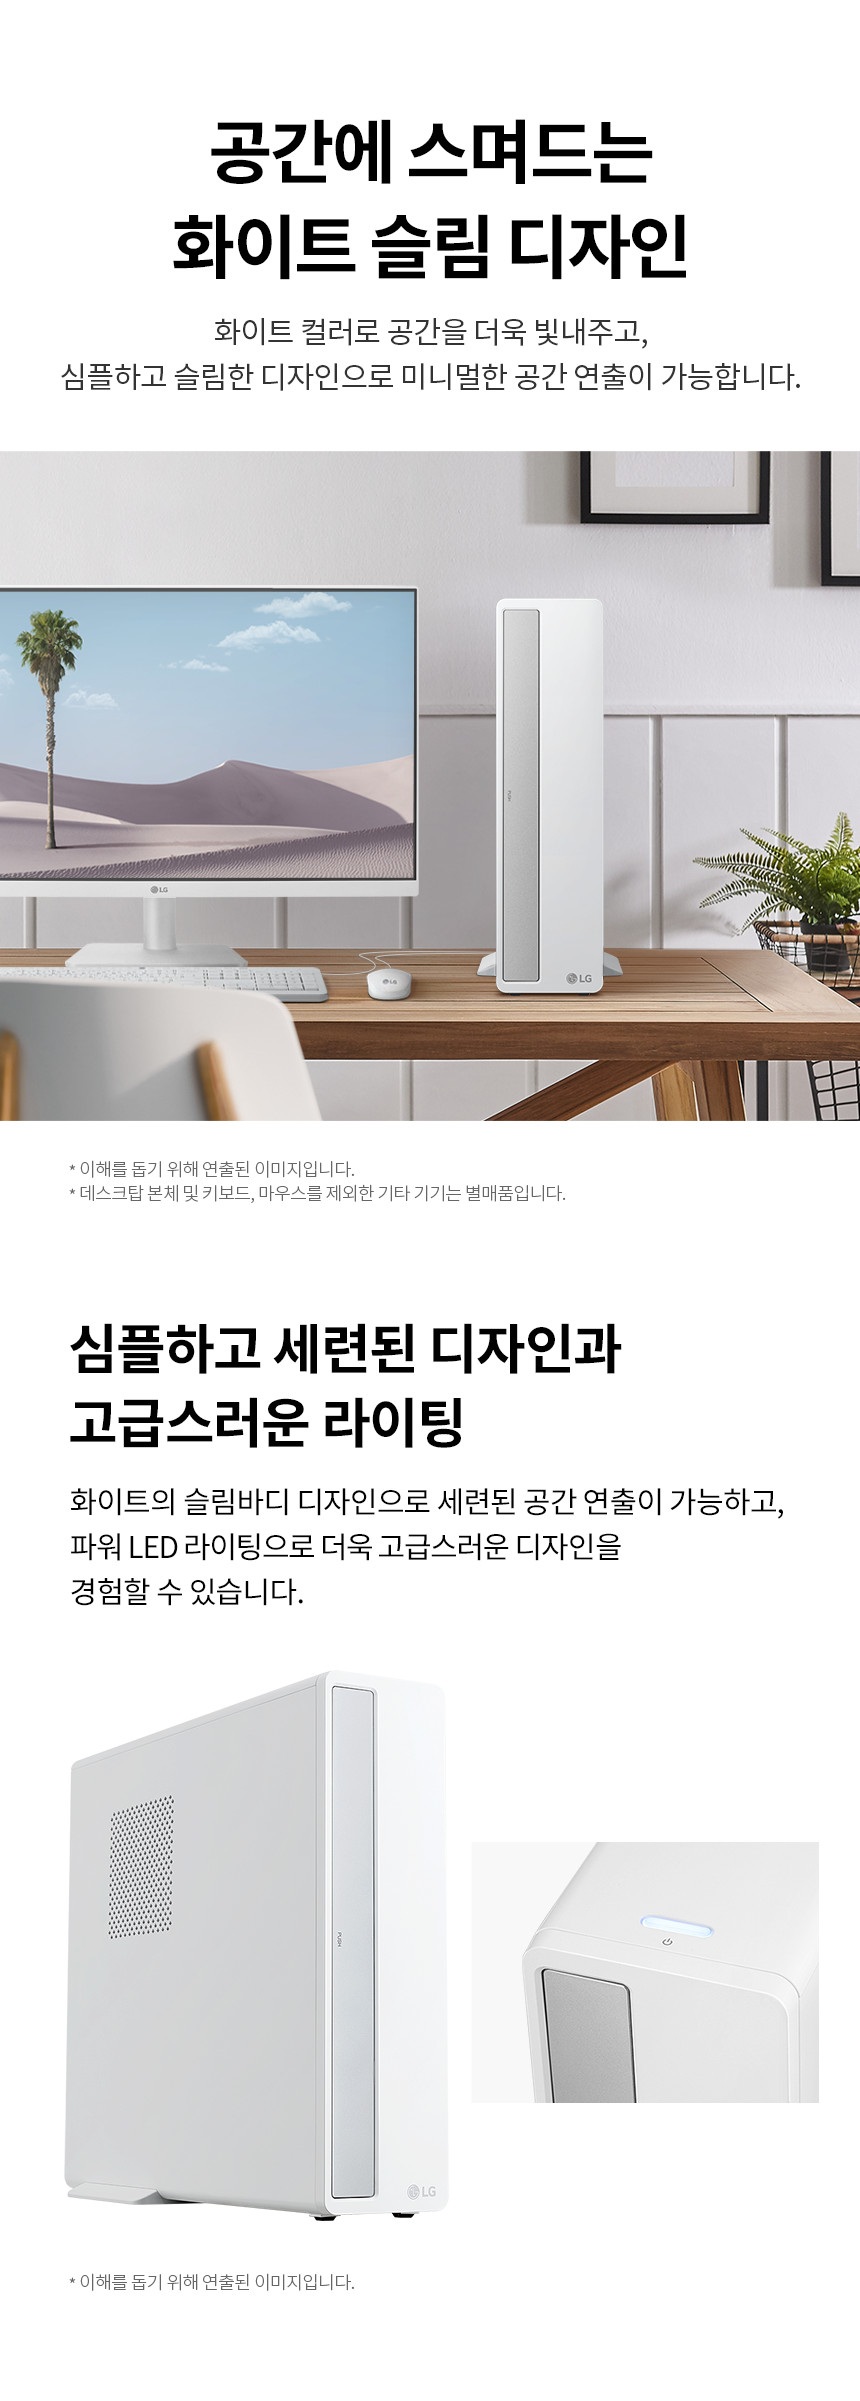 공간에 스며드는
화이트 슬림 디자인
화이트 컬러로 공간을 더욱 빛내주고,
심플하고 슬림한 디자인으로 미니멀한 공간 연출이 가능합니다.
PUSH
LG
LG
LG
* 이해를 돕기 위해 연출된 이미지입니다.
* 데스크탑 본체 및 키보드, 마우스를 제외한 기타 기기는 별매품입니다.
심플하고 세련된 디자인과
고급스러운 라이팅
화이트의 슬림바디 디자인으로 세련된 공간 연출이 가능하고,
파워 LED 라이팅으로 더욱 고급스러운 디자인을
경험할 수 있습니다.
PUSH
LG
* 이해를 돕기 위해 연출된 이미지입니다.